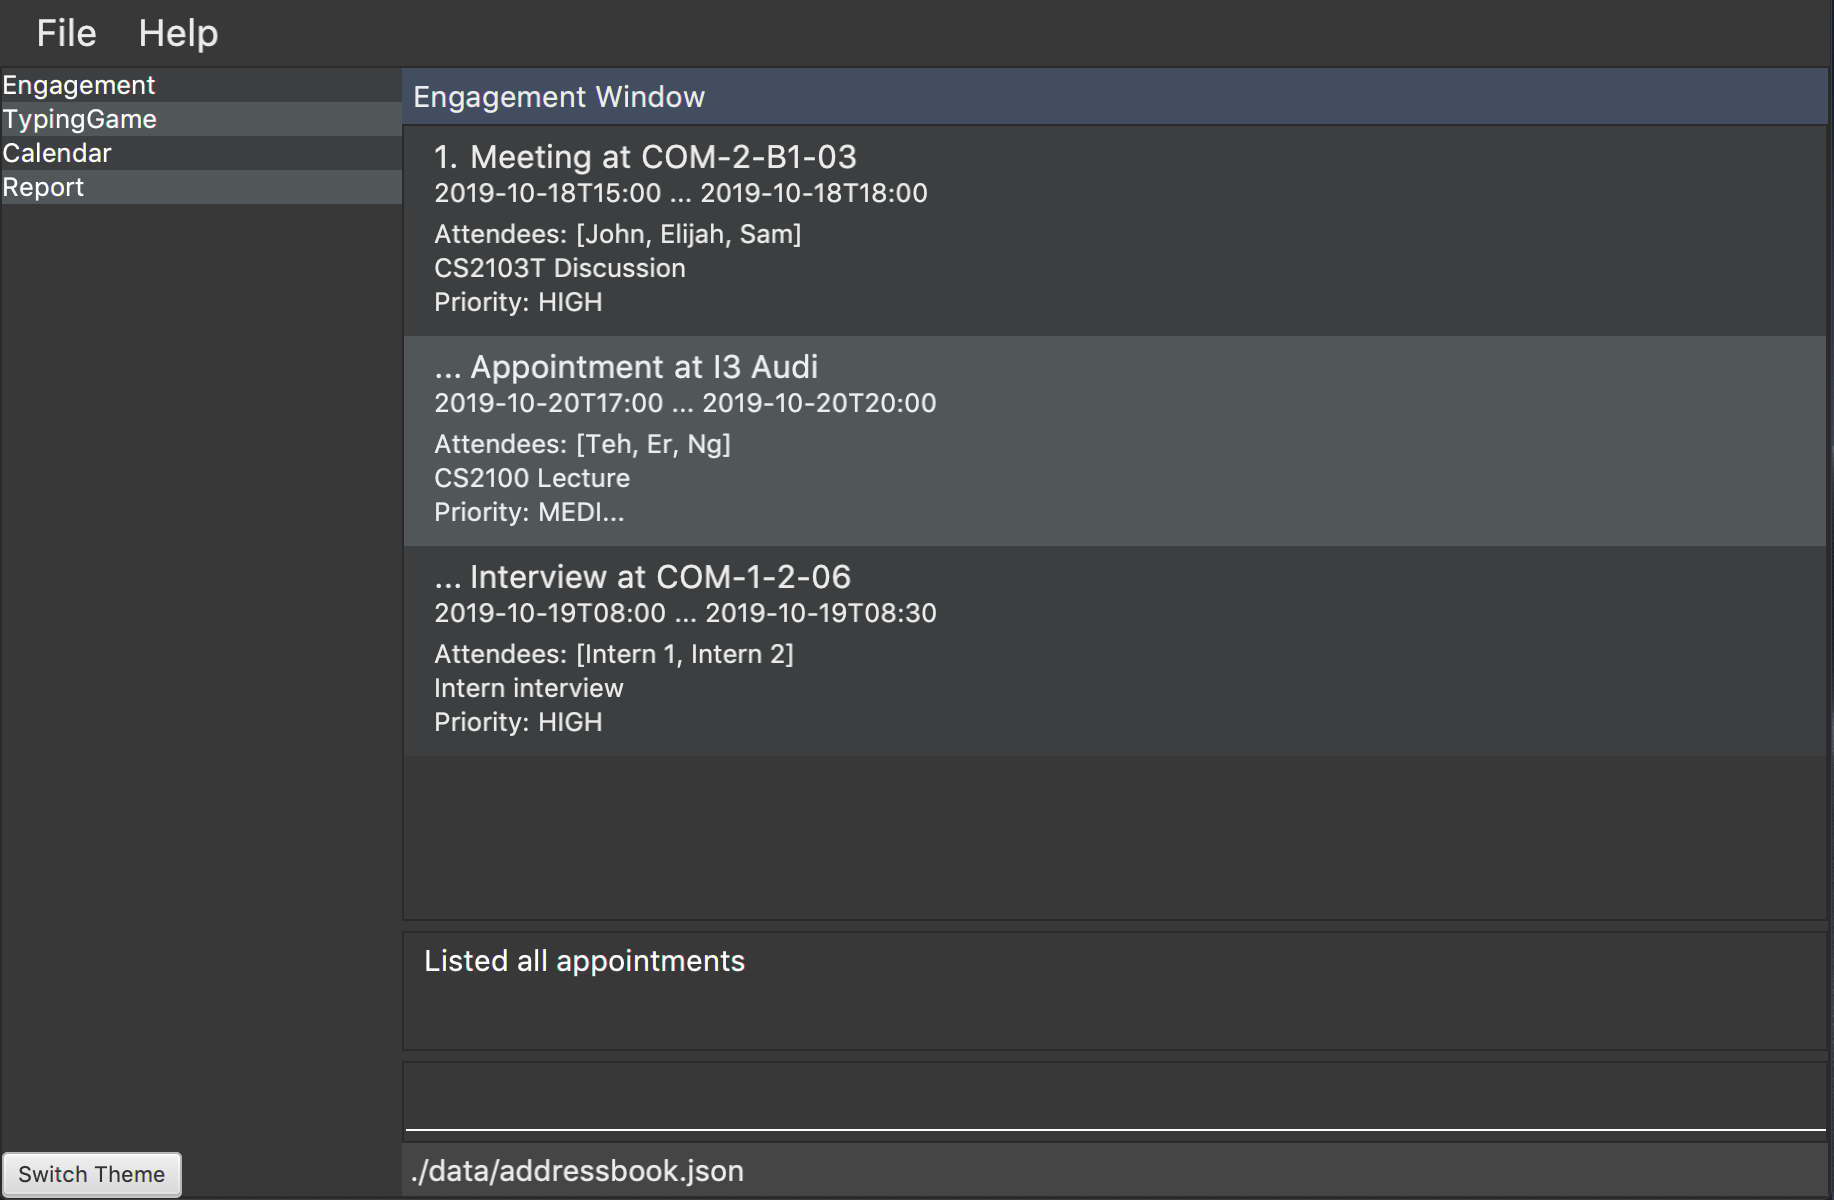 File Help
Engagement
TypingGame
Calendar
Report
Engagement Window
1. Meeting at COM-2-B1-03
2019-10-18T15:00 ... 2019-10-18T18:00
Attendees: [John, Elijah, Sam]
CS2103T Discussion
Priority: HIGH
... Appointment at I3 Audi
2019-10-20T17:00 ... 2019-10-20T20:00
Attendees: [Teh, Er, Ng]
CS2100 Lecture
Priority: MEDI...
... Interview at COM-1-2-06
2019-10-19T08:00 ... 2019-10-19T08:30
Attendees: [Intern 1, Intern 2]
Intern interview
Priority: HIGH
Listed all appointments
Switch Theme
./data/addressbook.json